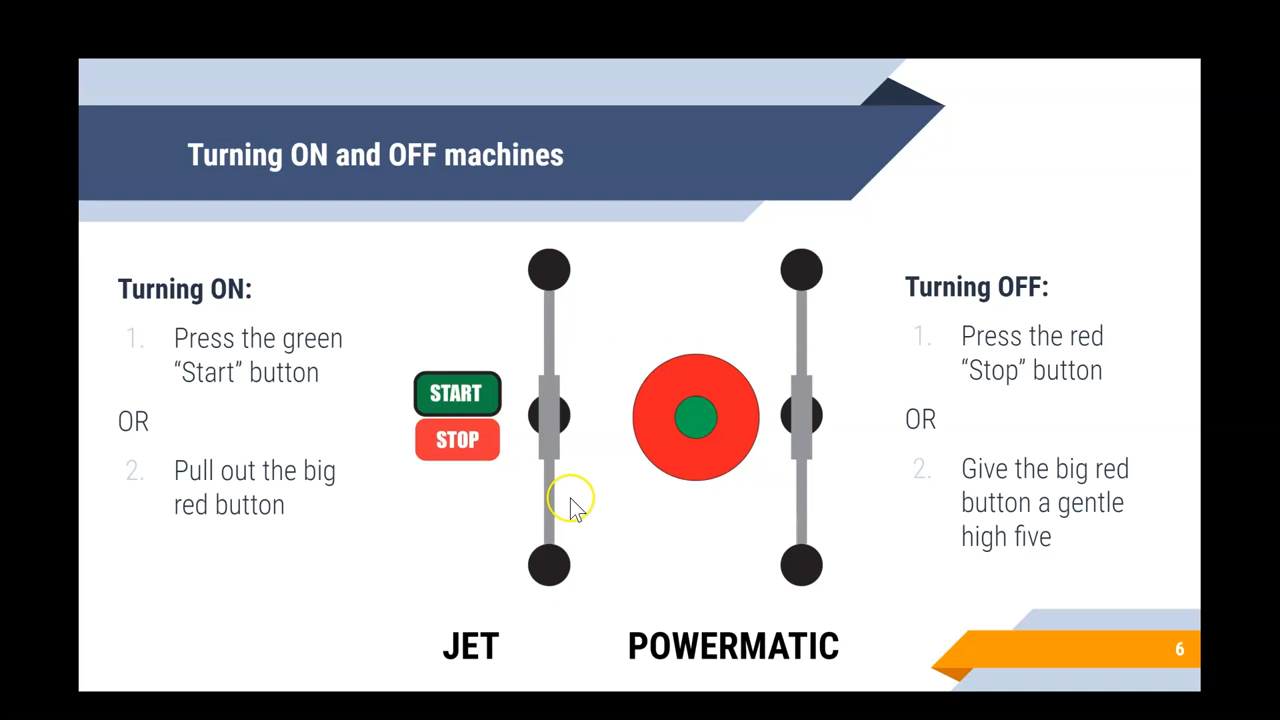 Turning ON and OFF machines
Turning ON:
1. Press the green
“Start” button
OR
2. Pull out the big
red button
START
STOP
JET
POWERMATIC
Turning OFF:
1. Press the red
“Stop” button
OR
2. Give the big red
button a gentle
high five
6